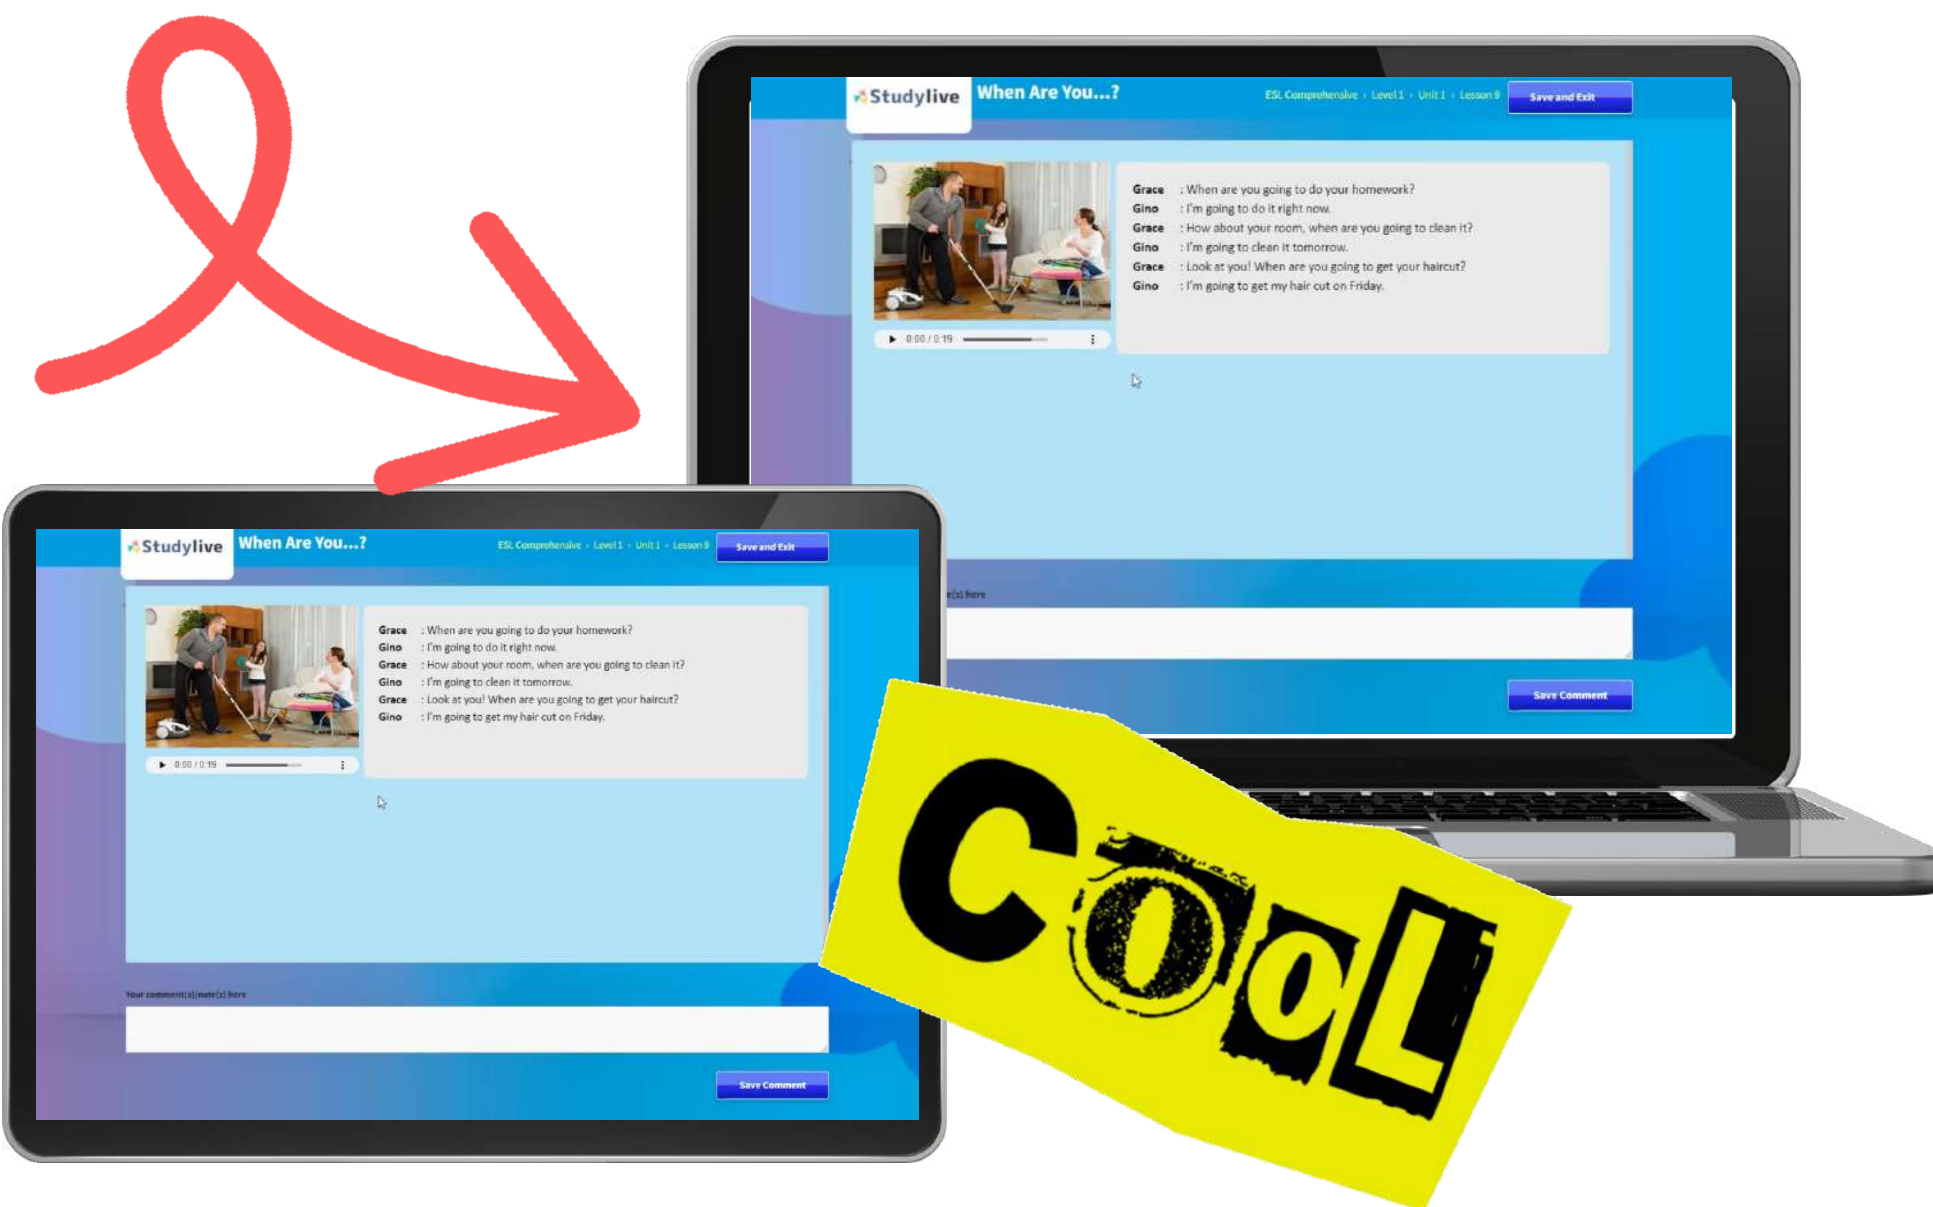 Studylive
When Are You...?
ESL Comprehensive › Level 1 › Unit 1 › Lesson 9
Save and Exit
Grace : When are you going to do your homework?
Gino : I'm going to do it right now.
Grace : How about your room, when are you going to clean it?
Gino : I'm going to clean it tomorrow.
Grace : Look at you! When are you going to get your haircut?
Gino : I'm going to get my hair cut on Friday.
0:00 / 0:19
e(s) here
Save Comment
Studylive
When Are You...?
ESL Comprehensive › Level 1 › Unit 1 › Lesson 9
Save and Exit
Grace : When are you going to do your homework?
Gino : I'm going to do it right now.
Grace : How about your room, when are you going to clean it?
Gino : I'm going to clean it tomorrow.
Grace : Look at you! When are you going to get your haircut?
Gino : I'm going to get my hair cut on Friday.
0:00 / 0:19
Your comment(s)/note(s) here
Save Comment
CooL